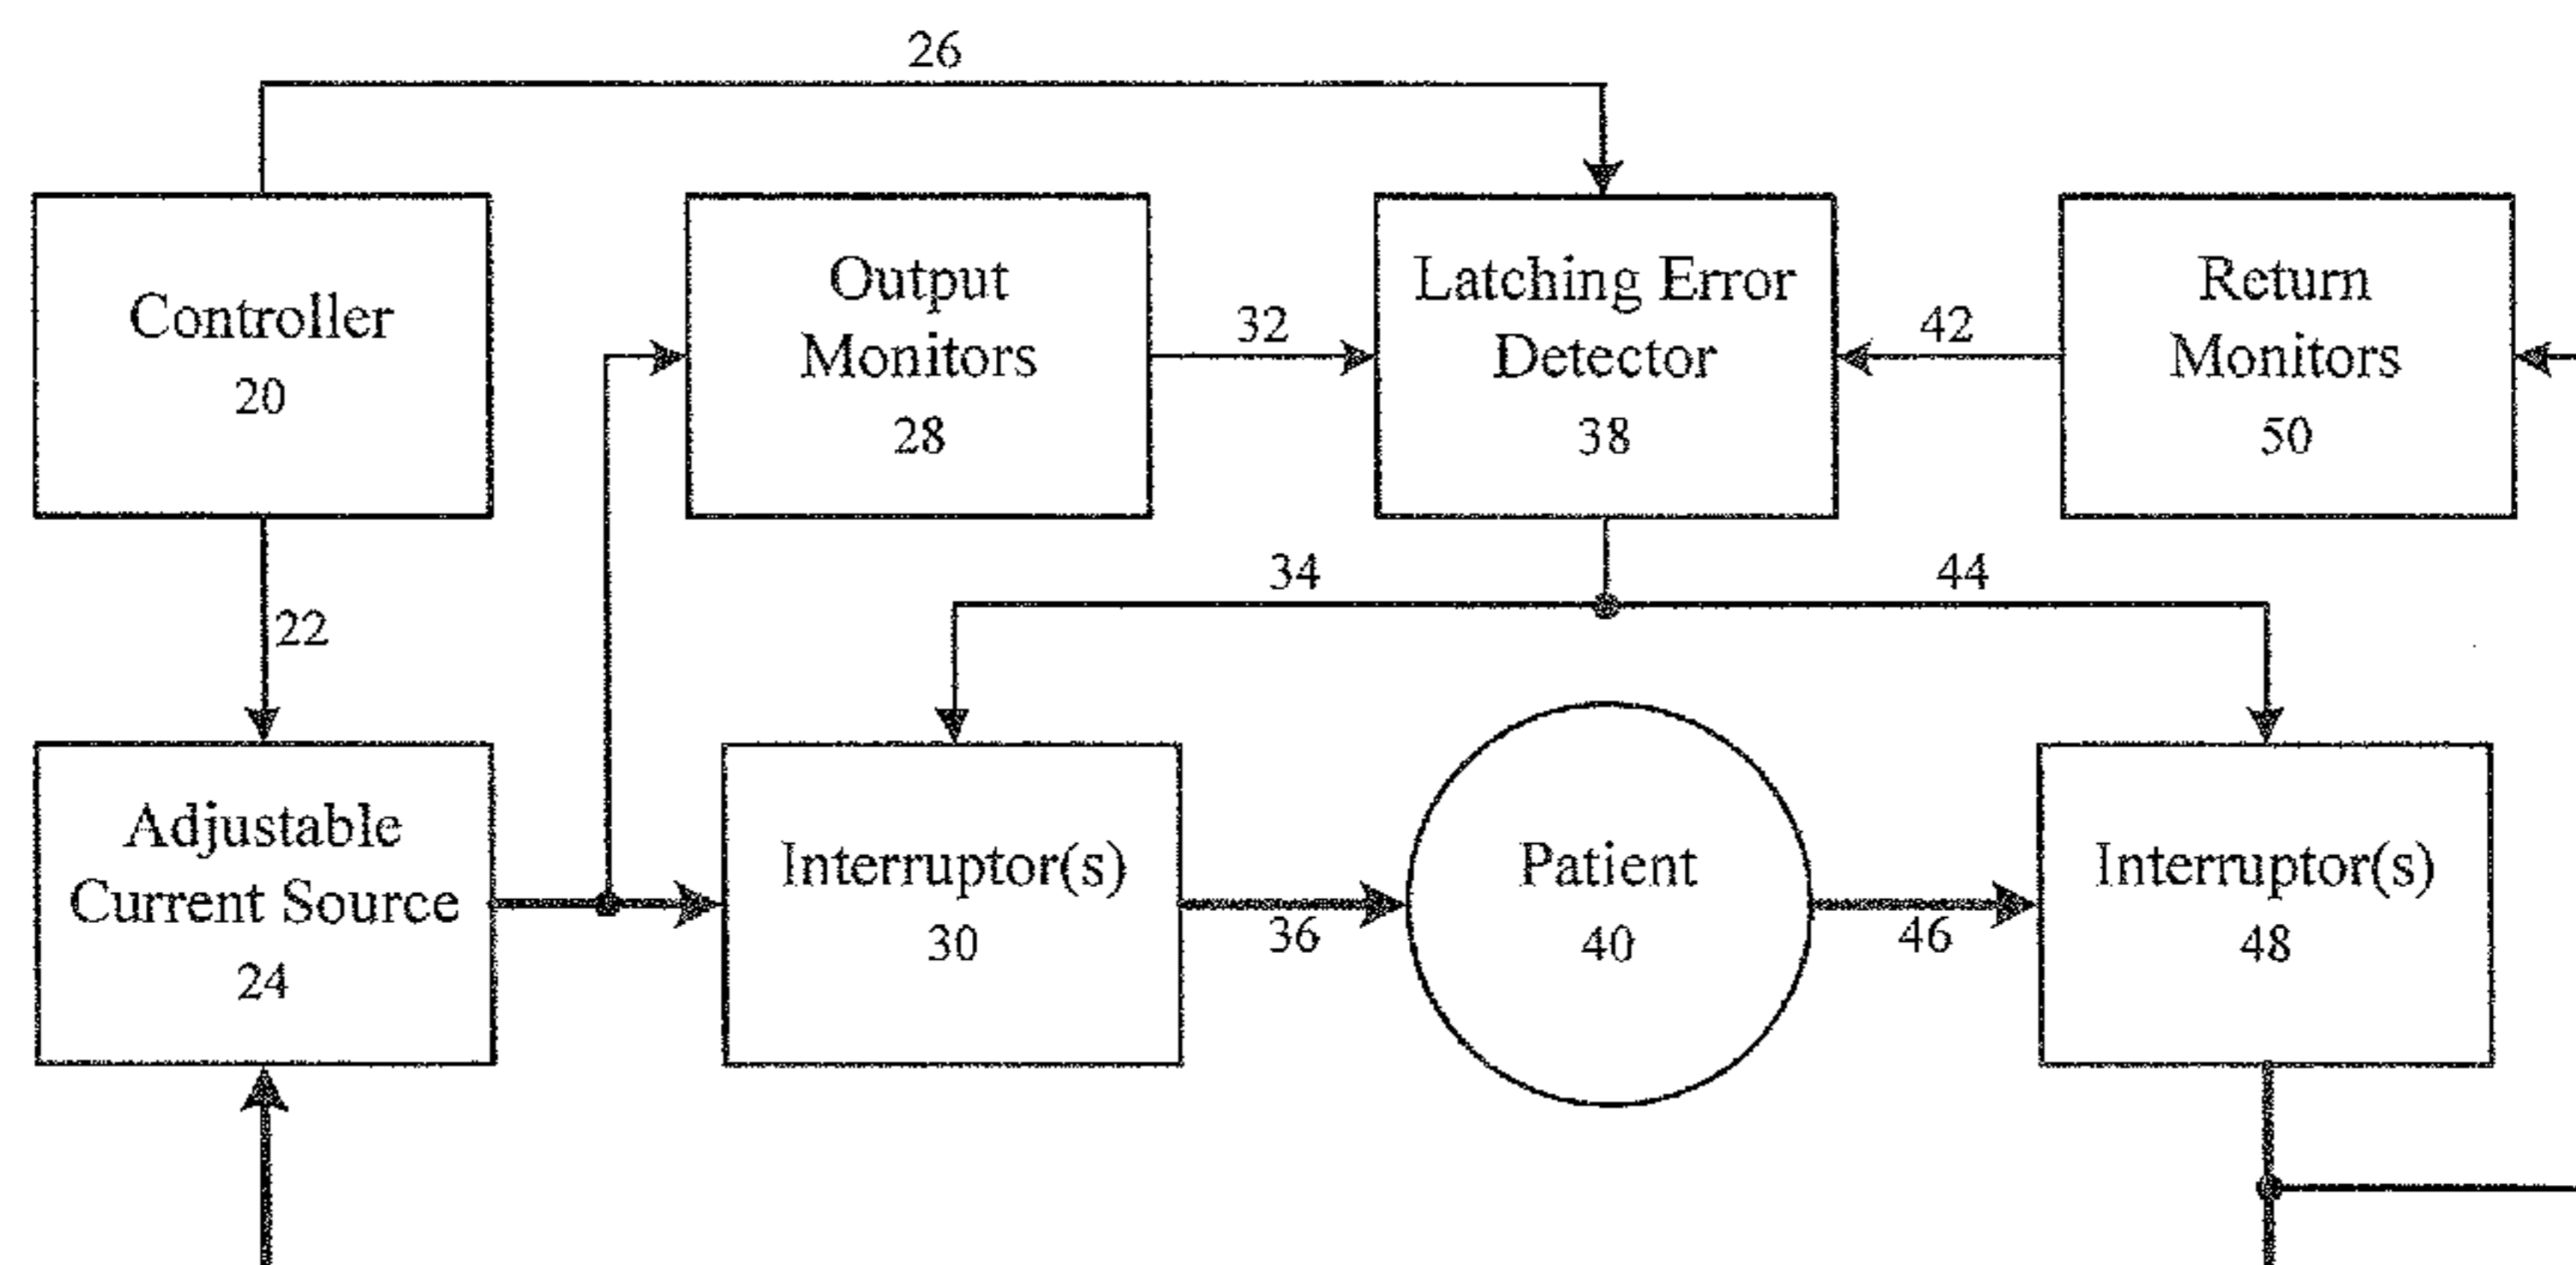 26
Controller
20
Output
Monitors
28
32
Latching Error
Detector
38
42
Return
Monitors
50
22
34
44
Adjustable
Current Source
24
Interruptor(s)
30
36
Patient
40
46
Interruptor(s)
48